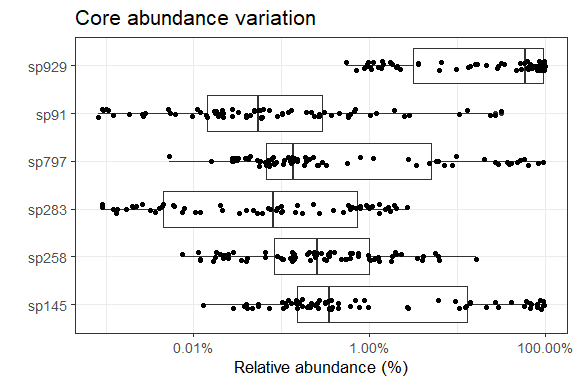 Core abundance variation
sp929
sp91
sp797
sp283
sp258
sp145
0.01%
1.00%
100.00%
Relative abundance (%)